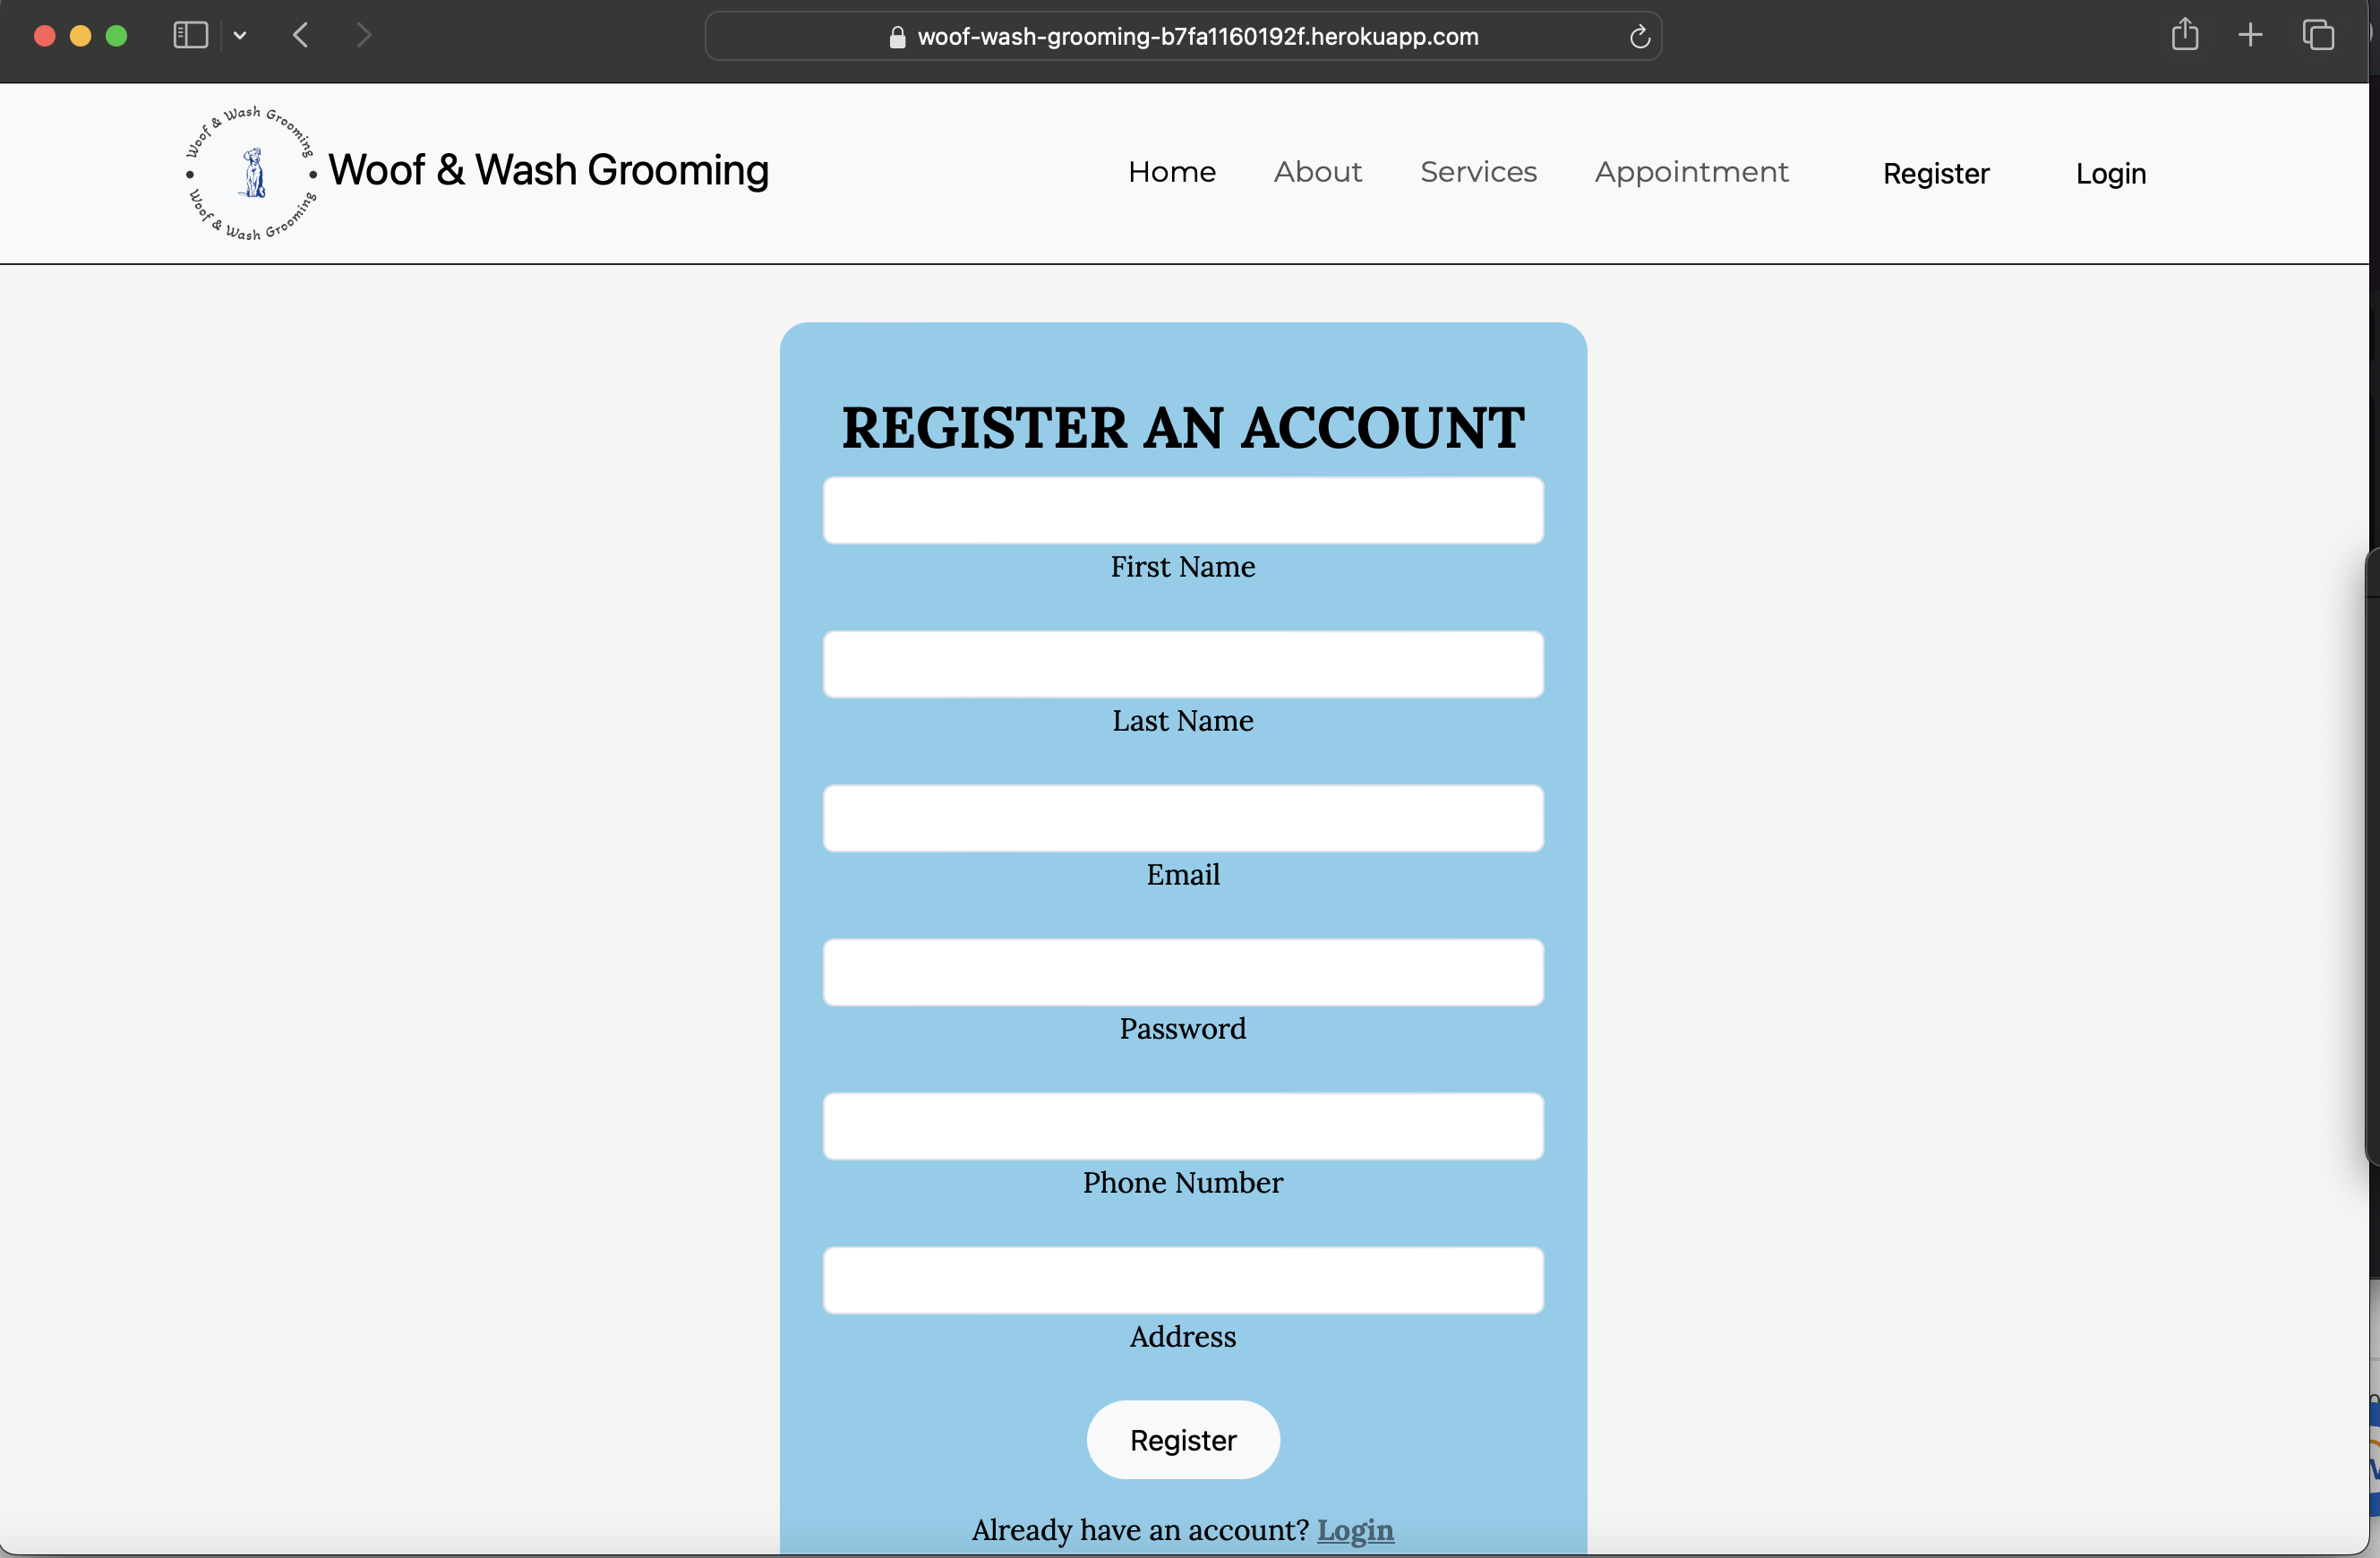 woof-wash-grooming-b7fa1160192f.herokuapp.com
Woof & Wash Grooming
Woof & Wash Grooming
Woof & Wash Grooming
Home About Services Appointment Register Login
REGISTER AN ACCOUNT
First Name
Last Name
Email
Password
Phone Number
Address
Register
Already have an account? Login